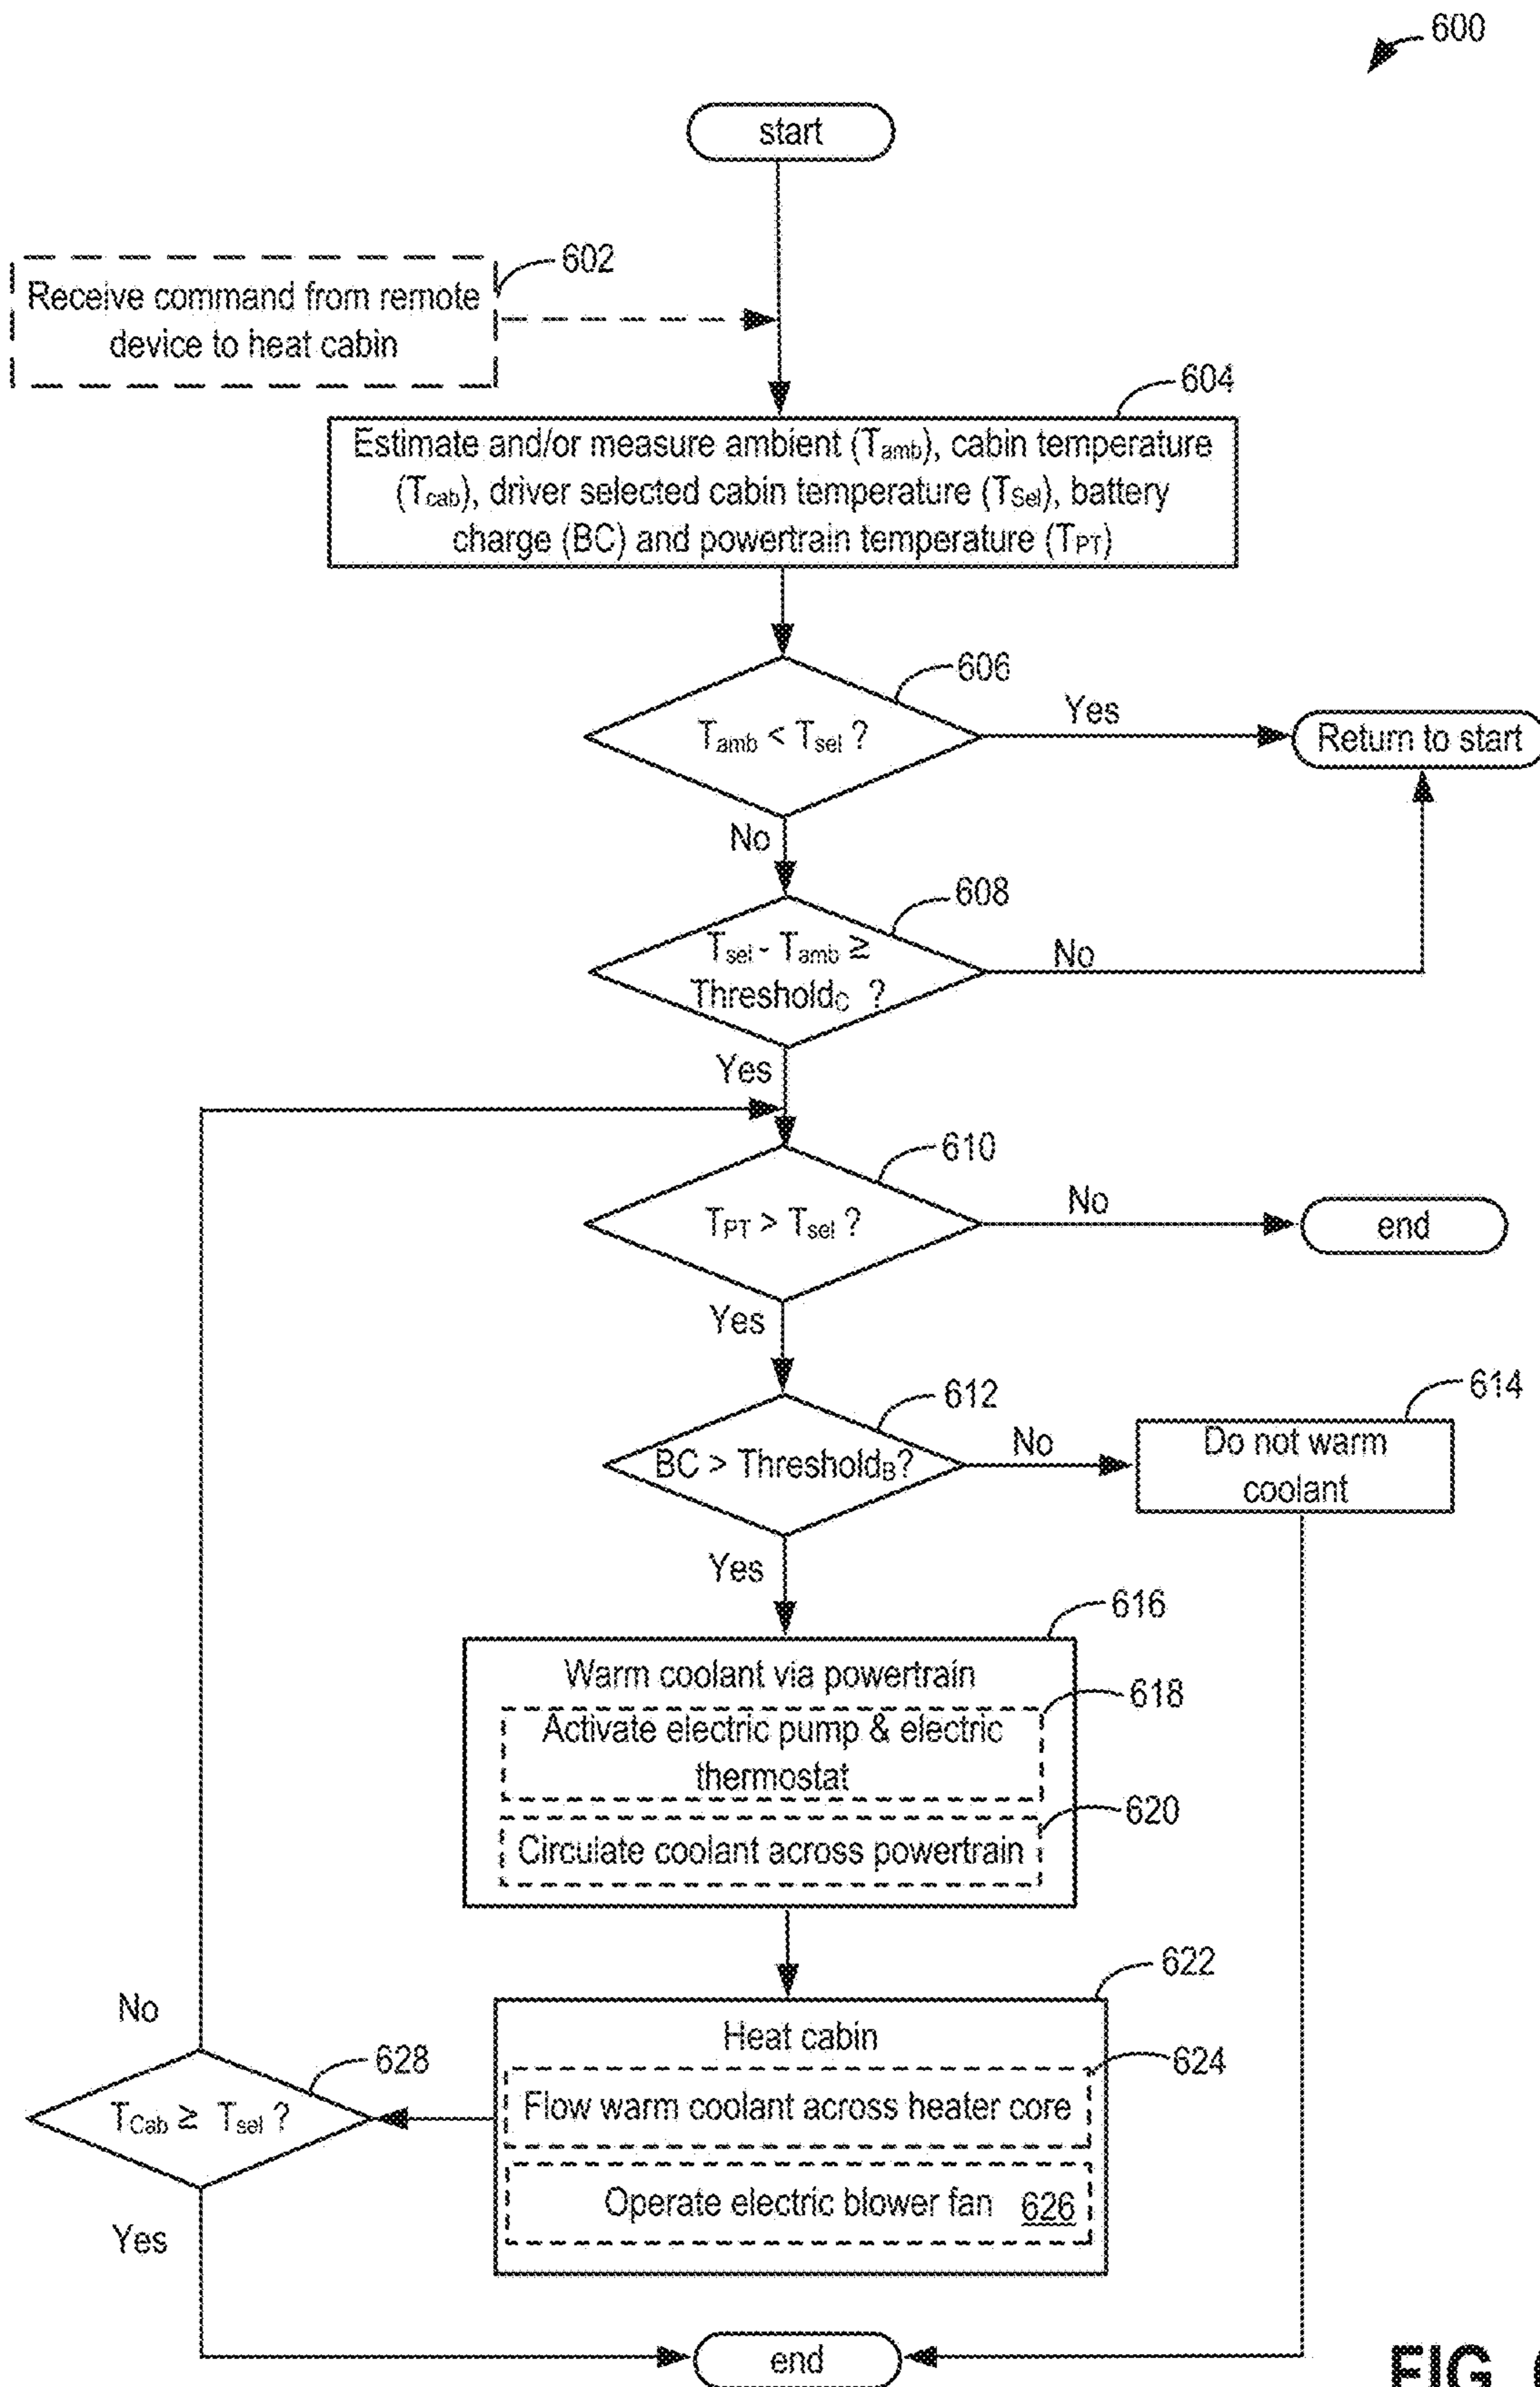 600
start
602
Receive command from remote
device to heat cabin
604
Estimate and/or measure ambient (Tamb), cabin temperature
(Tcab), driver selected cabin temperature (TSel), battery
charge (BC) and powertrain temperature (TPT)
606
Tamb < Tsel ?
Yes
Return to start
No
608
Tsel - Tamb ≥
ThresholdC ?
No
Yes
610
TPT > Tsel ?
No
end
Yes
612
BC > ThresholdB?
No
614
Do not warm
coolant
Yes
616
Warm coolant via powertrain
618
Activate electric pump & electric
thermostat
620
Circulate coolant across powertrain
622
Heat cabin
624
Flow warm coolant across heater core
Operate electric blower fan 626
No
628
TCab ≥ Tsel ?
Yes
end
FIG.